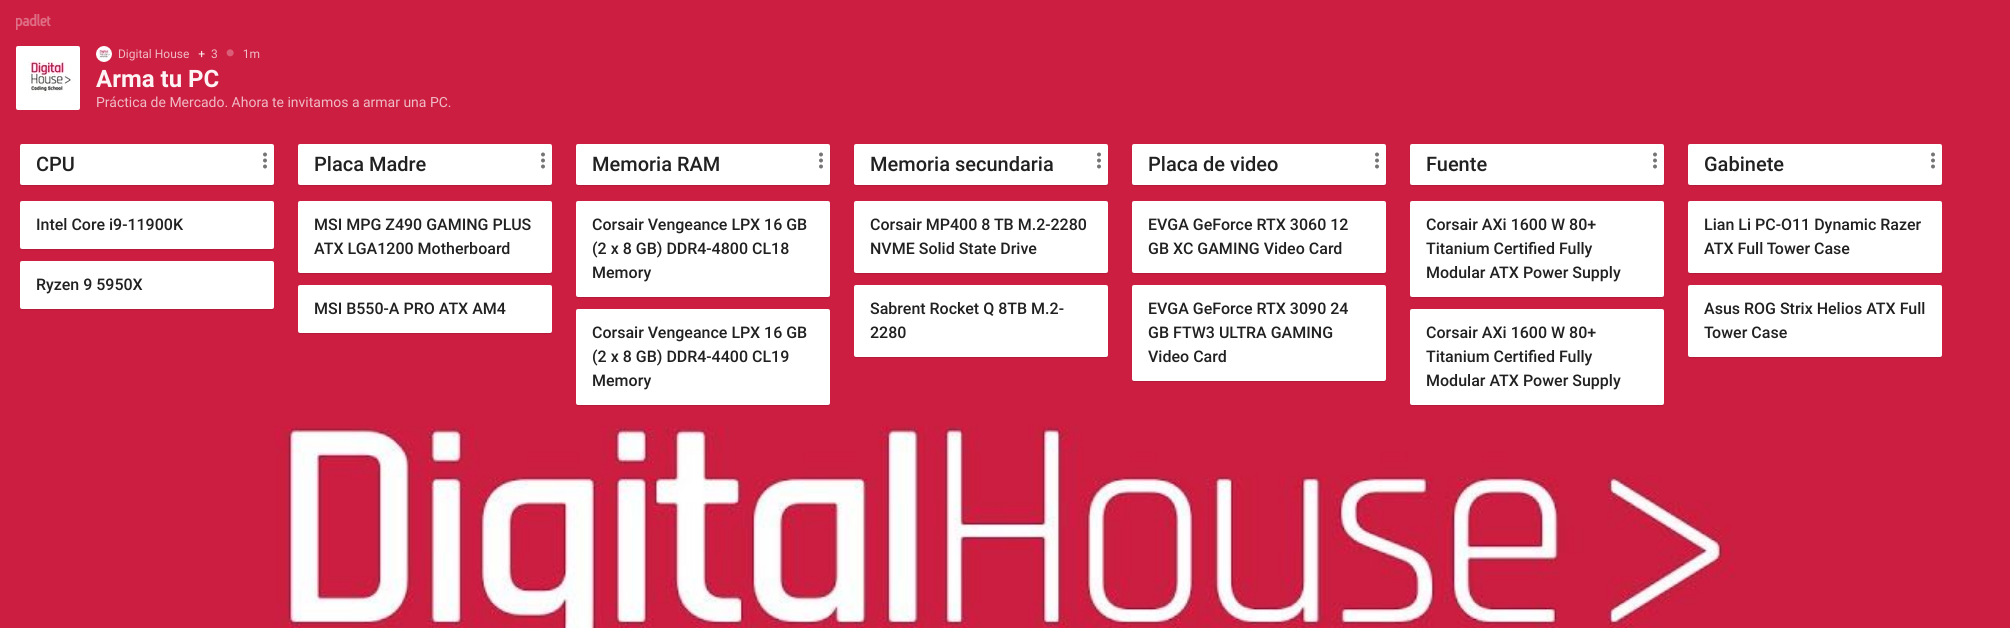 padlet
Digital House + 3 1m
Digital
House>
Coding School
Arma tu PC
Práctica de Mercado. Ahora te invitamos a armar una PC.
CPU
Intel Core i9-11900K
Ryzen 9 5950X
Placa Madre
MSI MPG Z490 GAMING PLUS
ATX LGA1200 Motherboard
MSI B550-A PRO ATX AM4
Memoria RAM
Corsair Vengeance LPX 16 GB
(2 x 8 GB) DDR4-4800 CL18
Memory
Corsair Vengeance LPX 16 GB
(2 x 8 GB) DDR4-4400 CL19
Memory
Memoria secundaria
Corsair MP400 8 TB M.2-2280
NVME Solid State Drive
Sabrent Rocket Q 8TB M.2-
2280
Placa de video
EVGA GeForce RTX 3060 12
GB XC GAMING Video Card
EVGA GeForce RTX 3090 24
GB FTW3 ULTRA GAMING
Video Card
Fuente
Corsair AXi 1600 W 80+
Titanium Certified Fully
Modular ATX Power Supply
Corsair AXi 1600 W 80+
Titanium Certified Fully
Modular ATX Power Supply
Gabinete
Lian Li PC-O11 Dynamic Razer
ATX Full Tower Case
Asus ROG Strix Helios ATX Full
Tower Case
DigitalHouse>